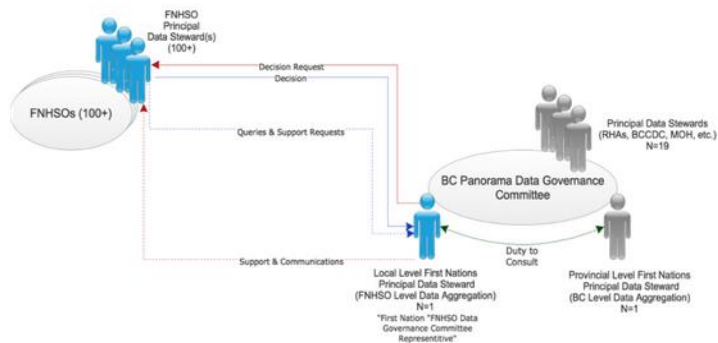 FNHSO
Principal
Data Steward(s)
(100+)
FNHSOs (100+)
Decision Request
Decision
Queries & Support Requests
Support & Communications
Principal Data Stewards
(RHAs, BCCDC, MOH, etc.)
N=19
BC Panorama Data Governance
Committee
Duty to
Consult
Local Level First Nations
Principal Data Steward
(FNHSO Level Data Aggregation)
N=1
"First Nation "FNHSO Data
Governance Committee
Representitive"
Provincial Level First Nations
Principal Data Steward
(BC Level Data Aggregation)
N=1